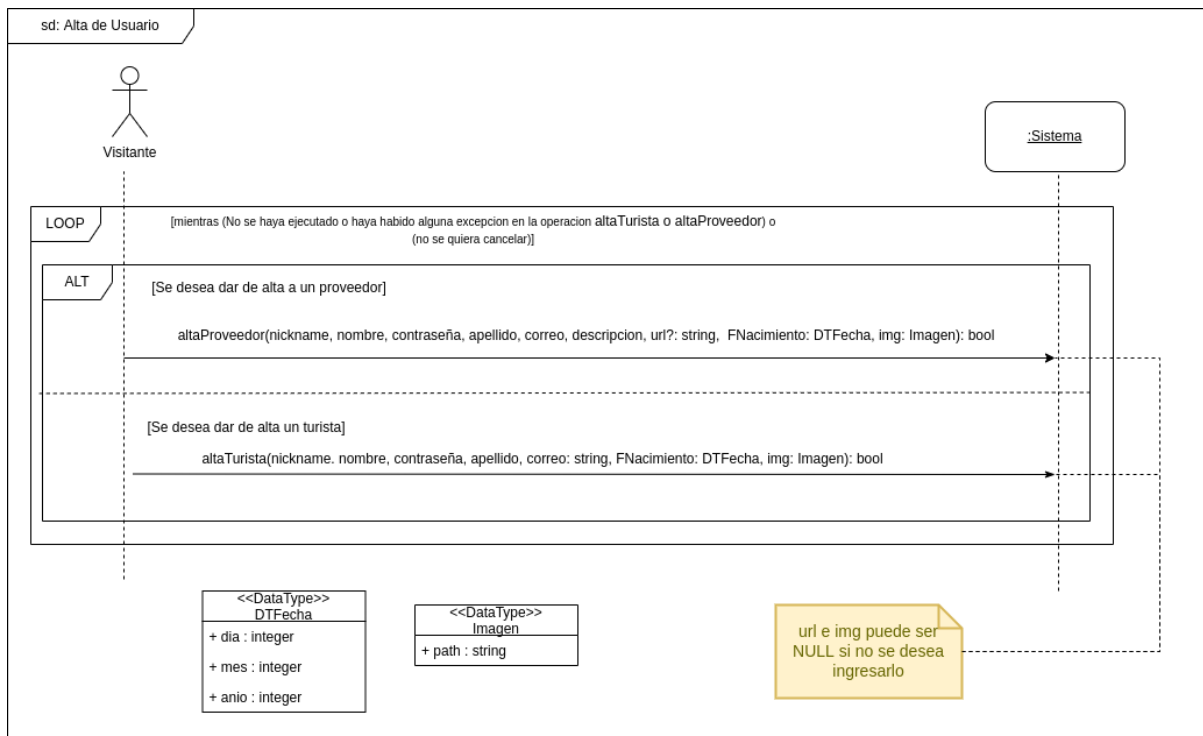 sd: Alta de Usuario
Visitante
:Sistema
LOOP
[mientras (No se haya ejecutado o haya habido alguna excepcion en la operacion altaTurista o altaProveedor) o
(no se quiera cancelar)]
ALT
[Se desea dar de alta a un proveedor]
altaProveedor(nickname, nombre, contraseña, apellido, correo, descripcion, url?: string, FNacimiento: DTFecha, img: Imagen): bool
[Se desea dar de alta un turista]
altaTurista(nickname. nombre, contraseña, apellido, correo: string, FNacimiento: DTFecha, img: Imagen): bool
<<DataType>>
DTFecha
+ dia : integer
+ mes : integer
+ anio : integer
<<DataType>>
Imagen
+ path : string
url e img puede ser
NULL si no se desea
ingresarlo